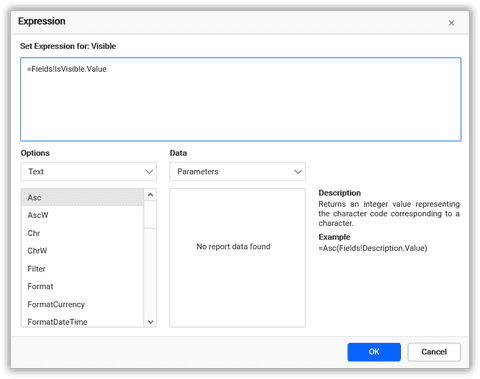 Expression
Set Expression for: Visible
=Fields!IsVisible.Value
Options
Data
Text
Parameters
Asc
AscW
Chr
ChrW
Filter
Format
FormatCurrency
FormatDateTime
No report data found
Description
Returns an integer value representing
the character code corresponding to a
character.
Example
=Asc(Fields!Description.Value)
OK
Cancel